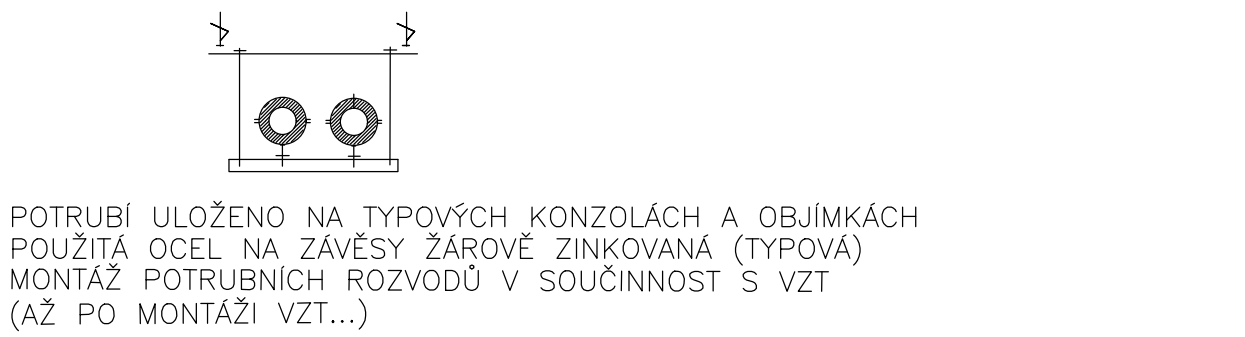 POTRUBÍ ULOŽENO NA TYPOVÝCH KONZOLÁCH A OBJÍMKÁCH
POUŽITÁ OCEL NA ZÁVĚSY ŽÁROVĚ ZINKOVANÁ (TYPOVÁ)
MONTÁŽ POTRUBNÍCH ROZVODŮ V SOUČINNOST S VZT
(AŽ PO MONTÁŽI VZT...)